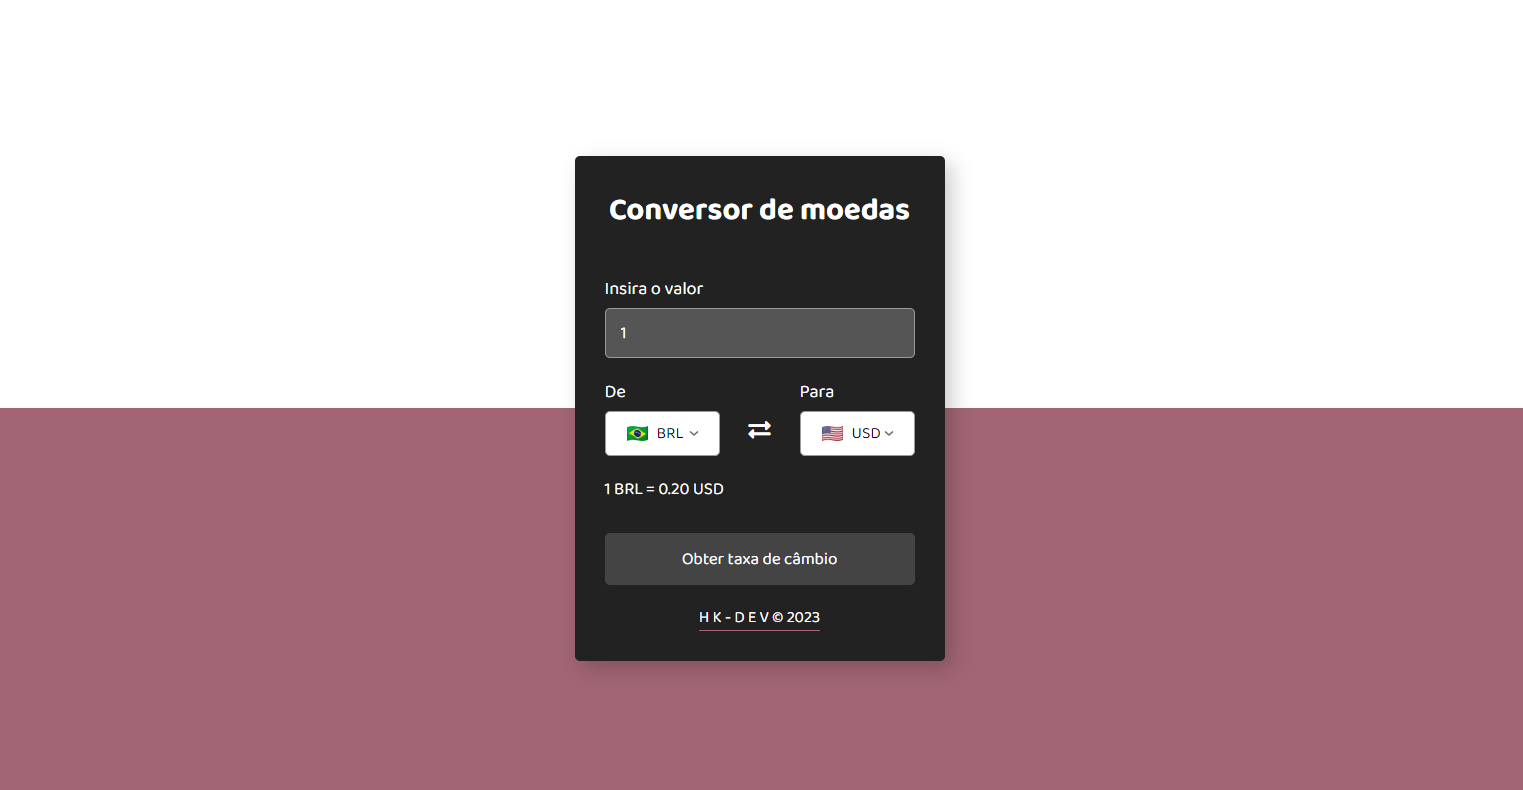 Conversor de moedas
Insira o valor
1
De Para
BRL USD
1 BRL = 0.20 USD
Obter taxa de câmbio
H K - D E V © 2023